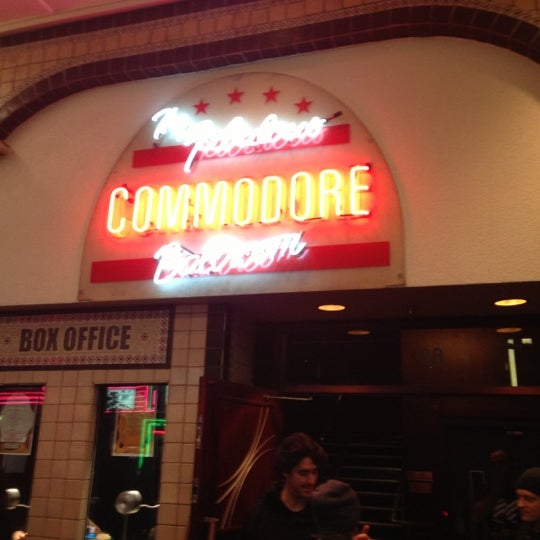 The
Fabulous
COMMODORE
Ballroom
BOX OFFICE